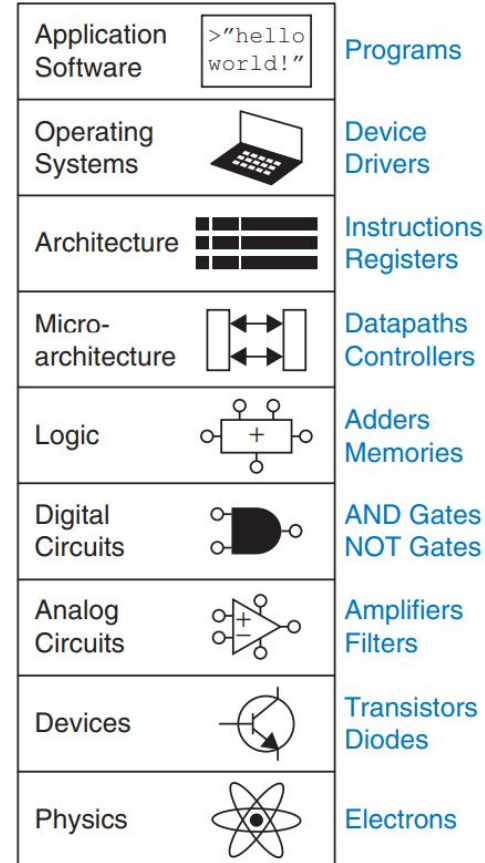 Application
Software
>"hello
world!"
Programs
Operating
Systems
Device
Drivers
Architecture
Instructions
Registers
Micro-
architecture
Datapaths
Controllers
Logic
+
Adders
Memories
Digital
Circuits
AND Gates
NOT Gates
Analog
Circuits
+
−
Amplifiers
Filters
Devices
Transistors
Diodes
Physics
Electrons